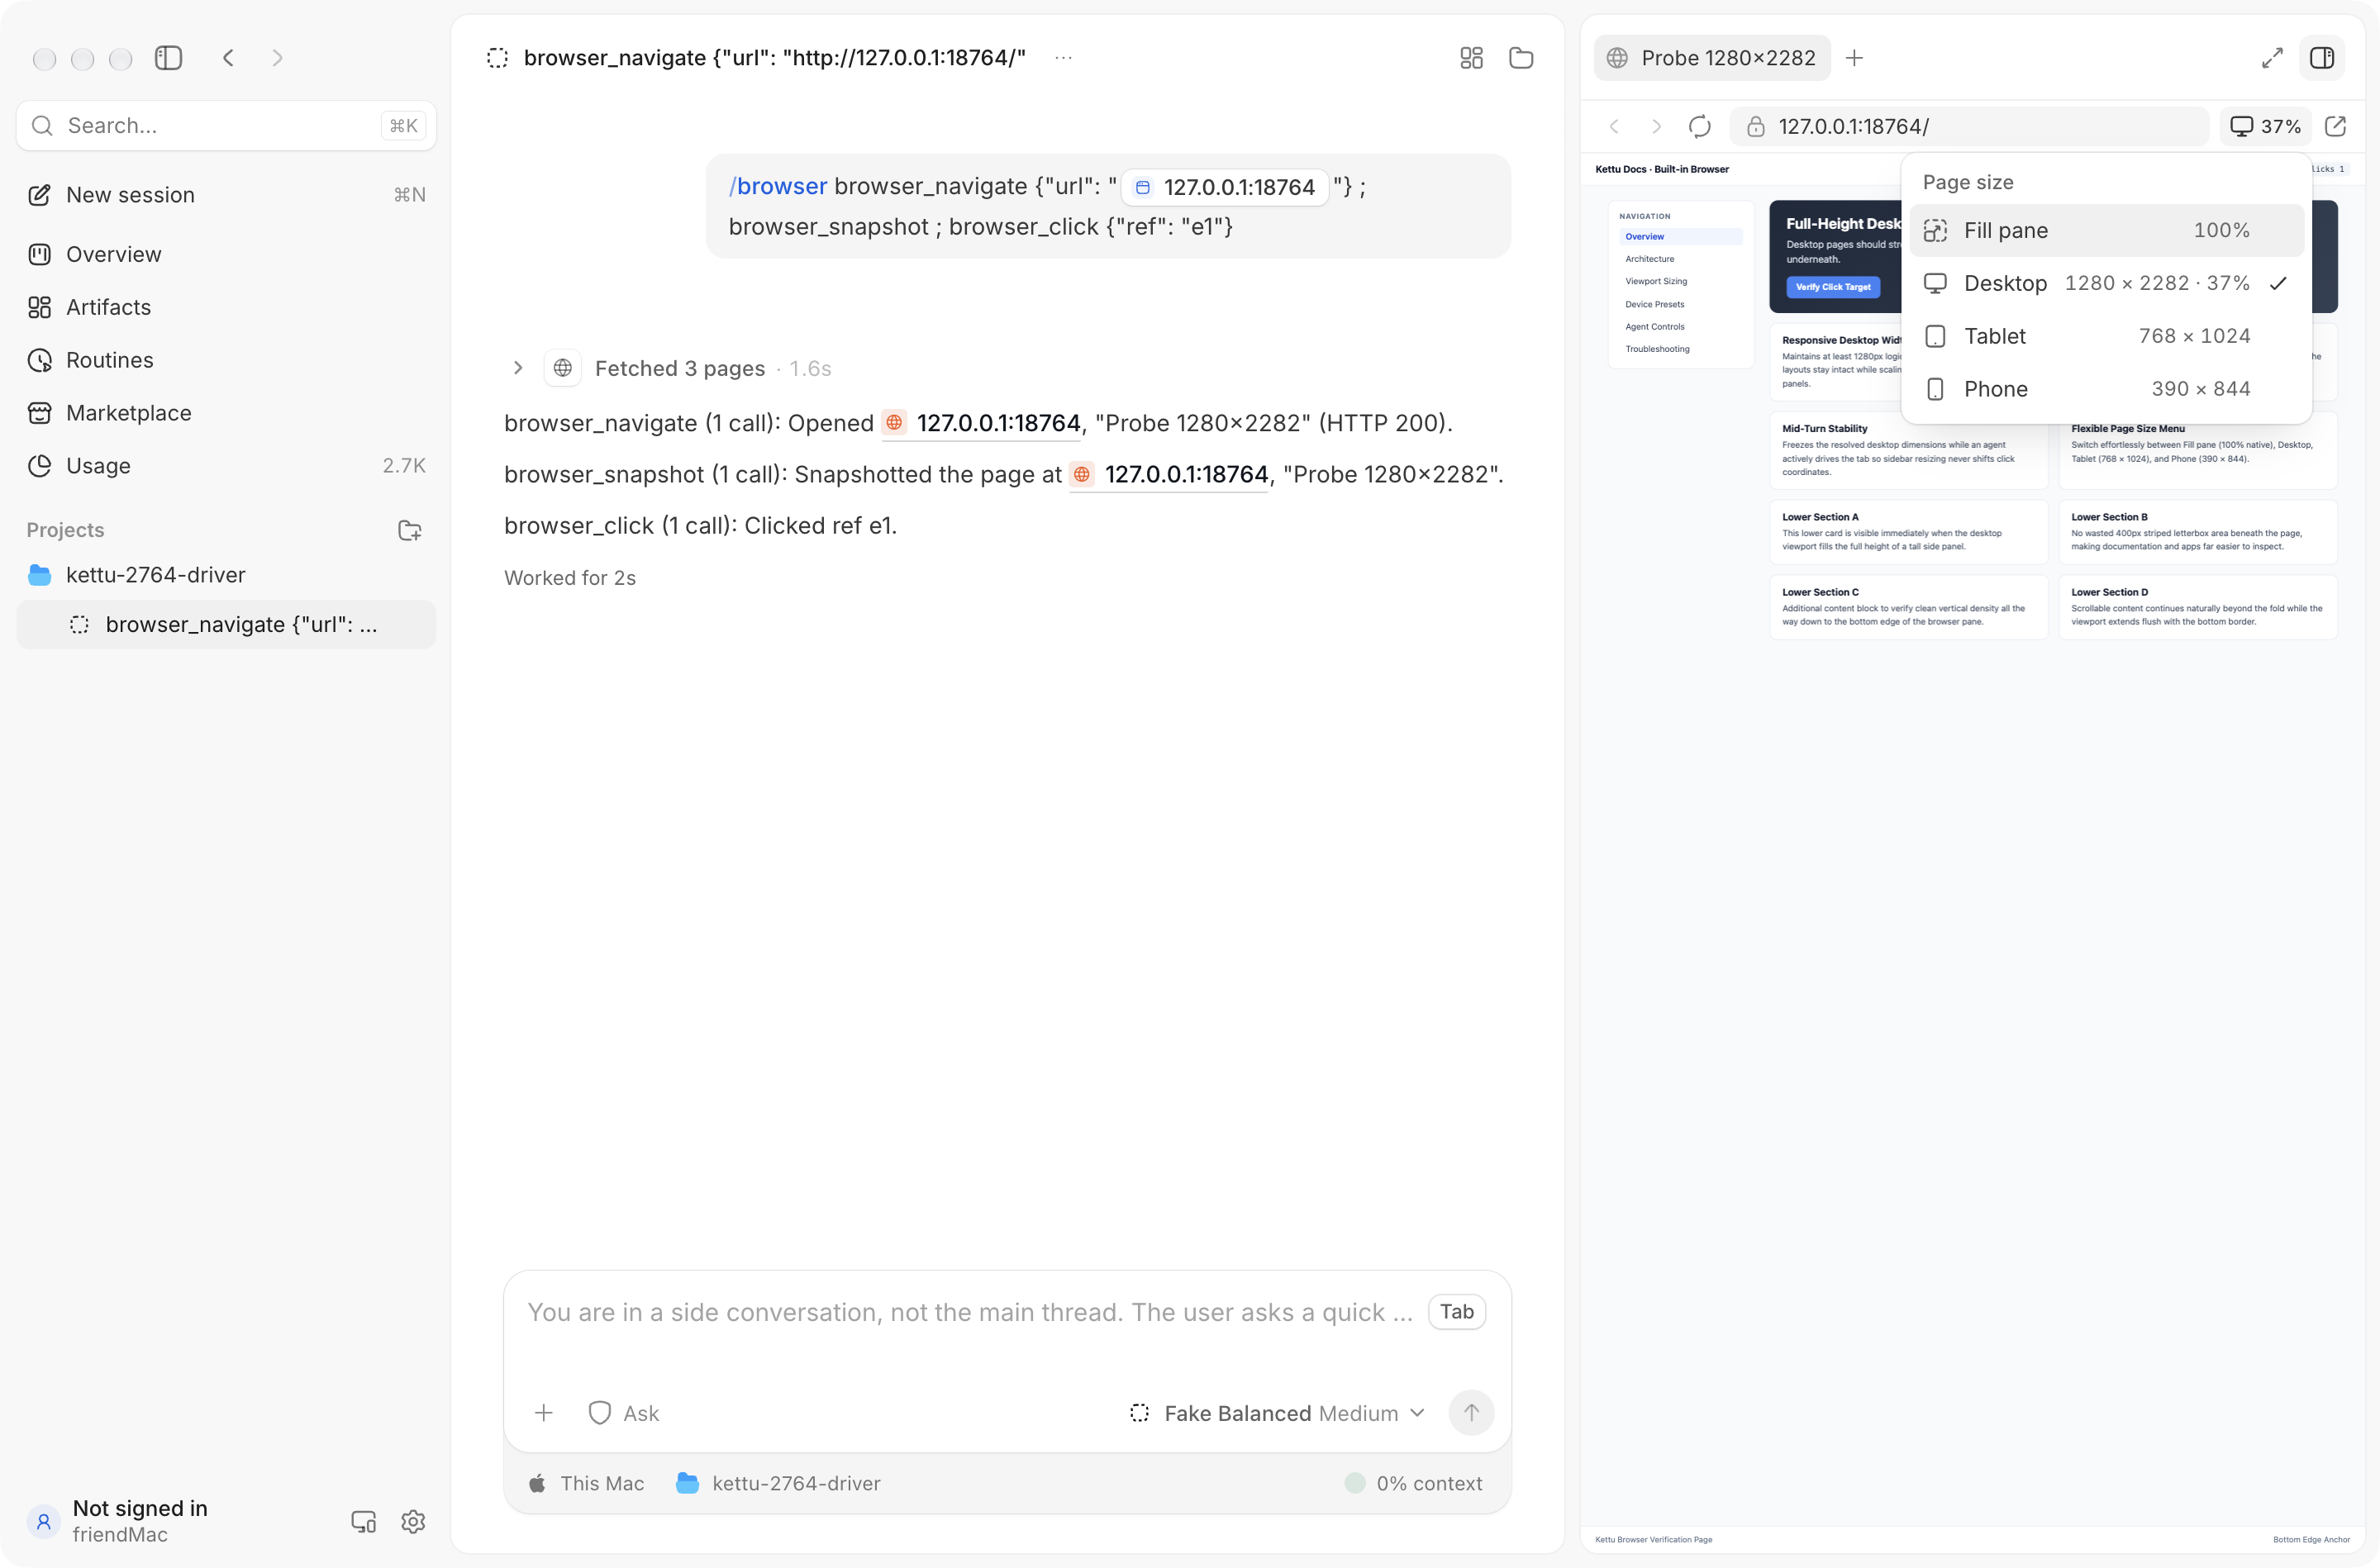 Search...
⌘K
New session
⌘N
Overview
Artifacts
Routines
Marketplace
Usage
2.7K
Projects
kettu-2764-driver
browser_navigate {"url": ...
Not signed in
friendMac
browser_navigate {"url": "http://127.0.0.1:18764/"
...
/browser browser_navigate {"url": " 127.0.0.1:18764 "} ;
browser_snapshot ; browser_click {"ref": "e1"}
Fetched 3 pages · 1.6s
browser_navigate (1 call): Opened 127.0.0.1:18764, "Probe 1280×2282" (HTTP 200).
browser_snapshot (1 call): Snapshotted the page at 127.0.0.1:18764, "Probe 1280×2282".
browser_click (1 call): Clicked ref e1.
Worked for 2s
You are in a side conversation, not the main thread. The user asks a quick ...
Tab
Ask
Fake Balanced Medium
This Mac
kettu-2764-driver
0% context
Probe 1280×2282
127.0.0.1:18764/
37%
Page size
Fill pane 100%
Desktop 1280 × 2282 · 37%
Tablet 768 × 1024
Phone 390 × 844
Kettu Docs · Built-in Browser
licks 1
NAVIGATION
Overview
Architecture
Viewport Sizing
Device Presets
Agent Controls
Troubleshooting
Full-Height Desk
Desktop pages should str
underneath.
Verify Click Target
Responsive Desktop Wid
Maintains at least 1280px logi
layouts stay intact while scalin
panels.
he
Mid-Turn Stability
Freezes the resolved desktop dimensions while an agent
actively drives the tab so sidebar resizing never shifts click
coordinates.
Flexible Page Size Menu
Switch effortlessly between Fill pane (100% native), Desktop,
Tablet (768 × 1024), and Phone (390 × 844).
Lower Section A
This lower card is visible immediately when the desktop
viewport fills the full height of a tall side panel.
Lower Section B
No wasted 400px striped letterbox area beneath the page,
making documentation and apps far easier to inspect.
Lower Section C
Additional content block to verify clean vertical density all the
way down to the bottom edge of the browser pane.
Lower Section D
Scrollable content continues naturally beyond the fold while the
viewport extends flush with the bottom border.
Kettu Browser Verification Page
Bottom Edge Anchor